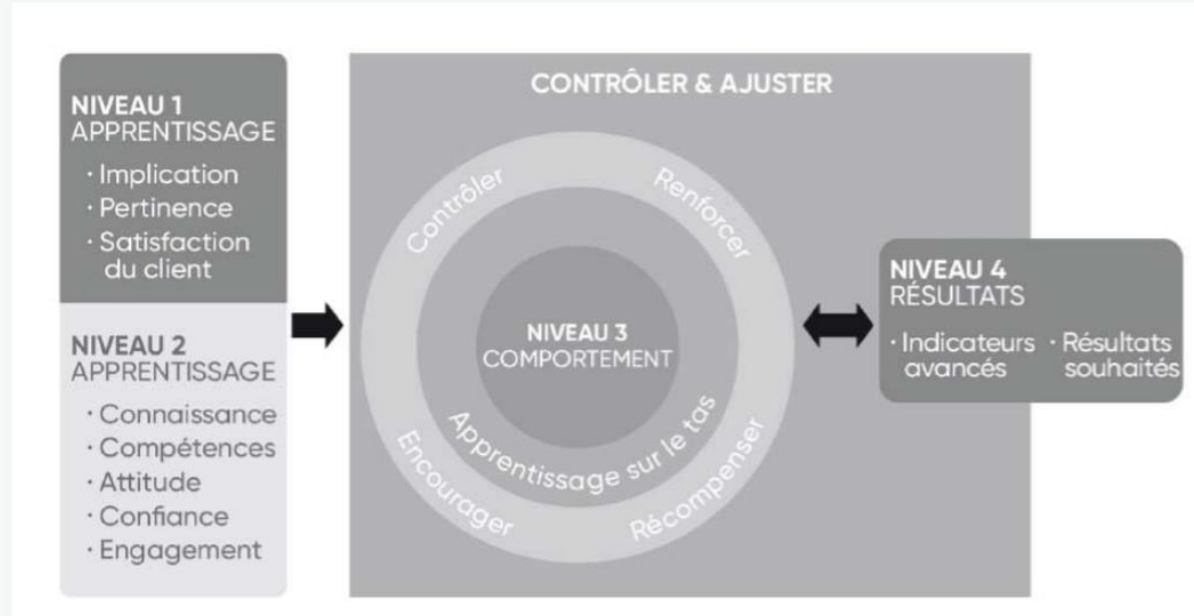 NIVEAU 1
APPRENTISSAGE
· Implication
· Pertinence
· Satisfaction
du client
NIVEAU 2
APPRENTISSAGE
· Connaissance
· Compétences
· Attitude
· Confiance
· Engagement
CONTRÔLER & AJUSTER
Contrôler
Renforcer
NIVEAU 3
COMPORTEMENT
Apprentissage sur le tas
Encourager
Récompenser
NIVEAU 4
RÉSULTATS
· Indicateurs
avancés
· Résultats
souhaités